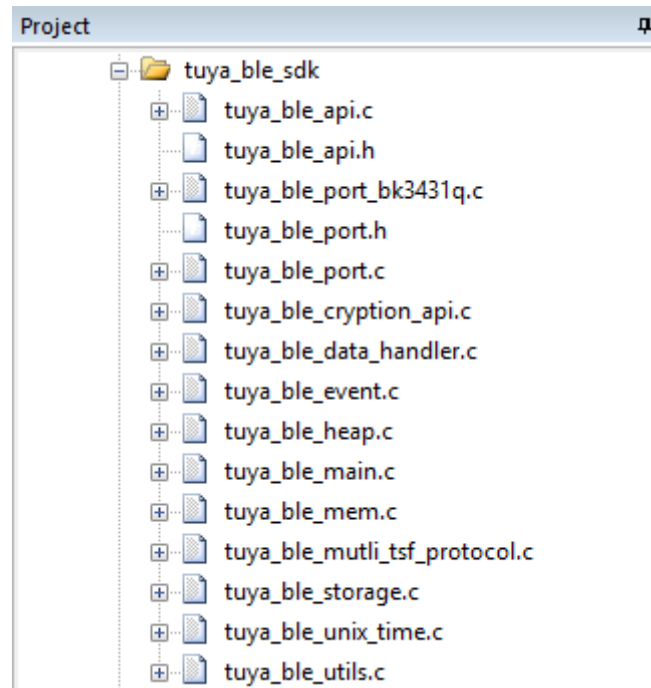 Project
tuya_ble_sdk
tuya_ble_api.c
tuya_ble_api.h
tuya_ble_port_bk3431q.c
tuya_ble_port.h
tuya_ble_port.c
tuya_ble_cryption_api.c
tuya_ble_data_handler.c
tuya_ble_event.c
tuya_ble_heap.c
tuya_ble_main.c
tuya_ble_mem.c
tuya_ble_mutli_tsf_protocol.c
tuya_ble_storage.c
tuya_ble_unix_time.c
tuya_ble_utils.c